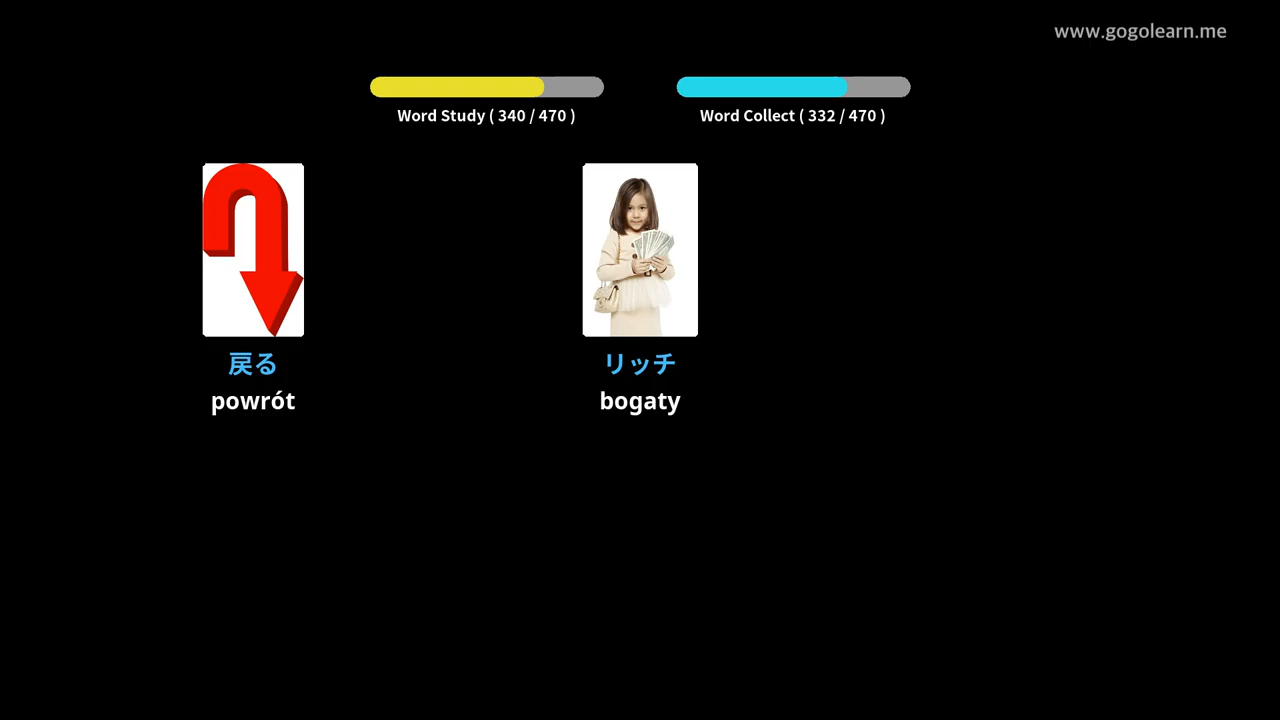 www.gogolearn.me
Word Study ( 340 / 470 )
Word Collect ( 332 / 470 )
戻る
powrót
リッチ
bogaty